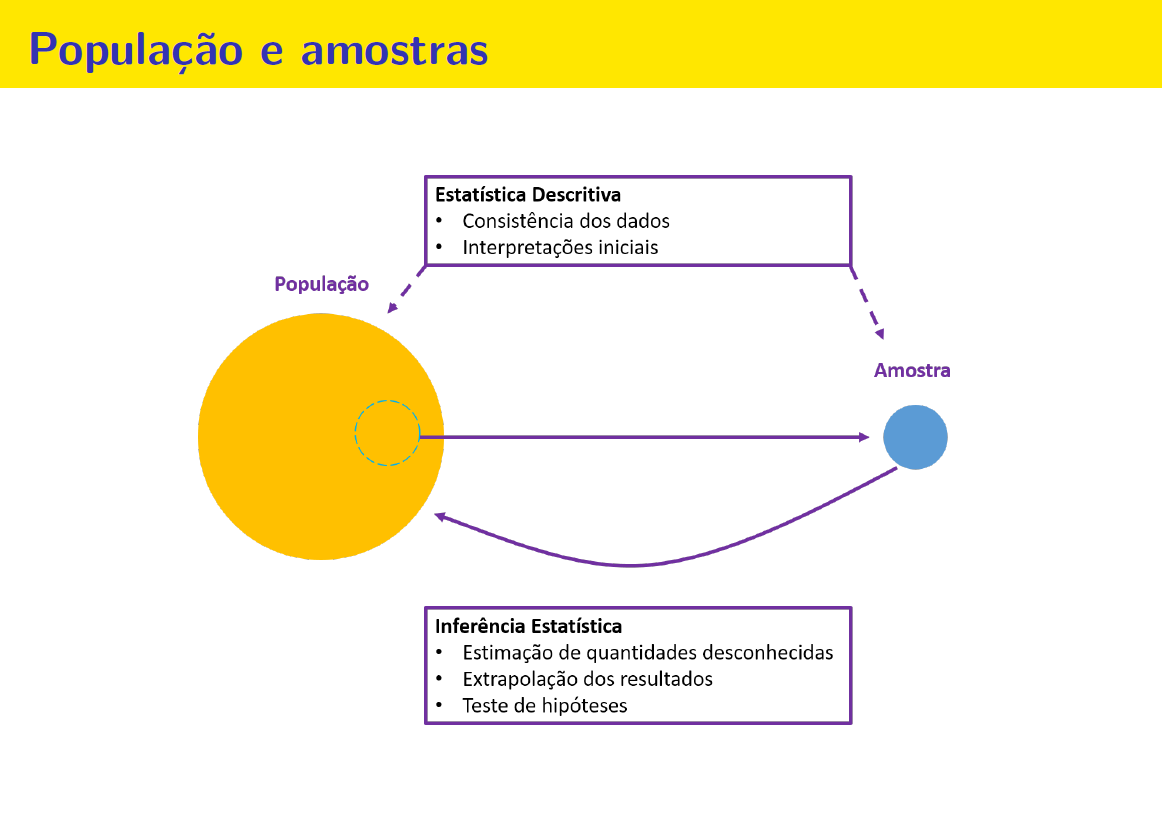 População e amostras
Estatística Descritiva
• Consistência dos dados
• Interpretações iniciais
População
Amostra
Inferência Estatística
• Estimação de quantidades desconhecidas
• Extrapolação dos resultados
• Teste de hipóteses